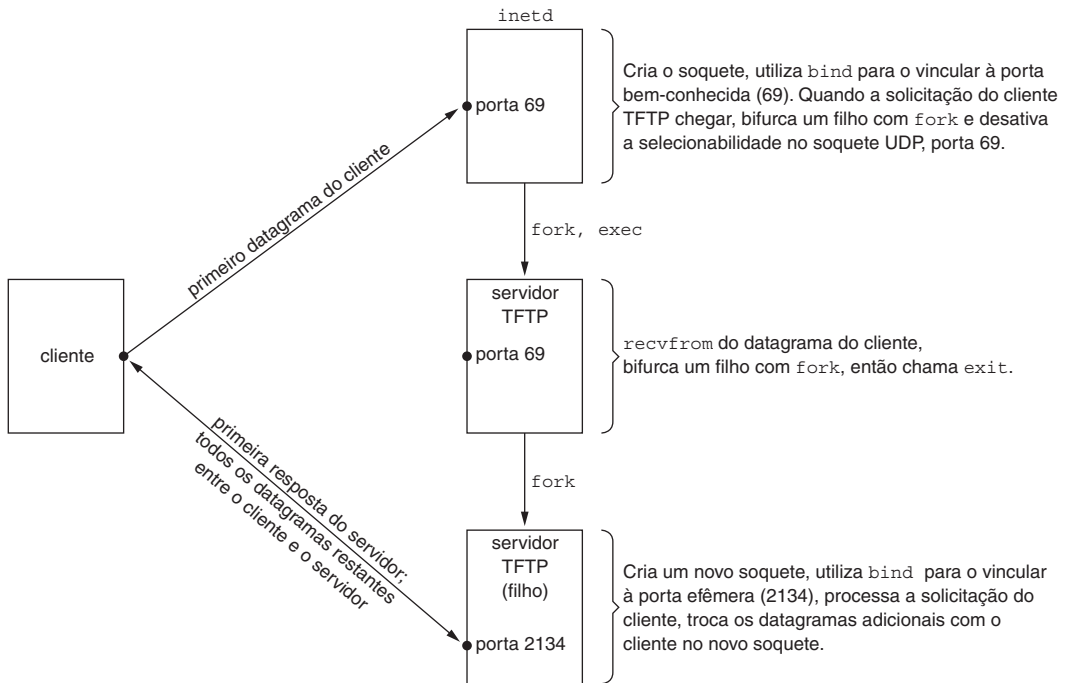 inetd
porta 69
Cria o soquete, utiliza bind para o vincular à porta
bem-conhecida (69). Quando a solicitação do cliente
TFTP chegar, bifurca um filho com fork e desativa
a selecionabilidade no soquete UDP, porta 69.
primeiro datagrama do cliente
fork, exec
cliente
servidor
TFTP
porta 69
recvfrom do datagrama do cliente,
bifurca um filho com fork, então chama exit.
primeira resposta do servidor;
todos os datagramas restantes
entre o cliente e o servidor
fork
servidor
TFTP
(filho)
porta 2134
Cria um novo soquete, utiliza bind para o vincular
à porta efêmera (2134), processa a solicitação do
cliente, troca os datagramas adicionais com o
cliente no novo soquete.